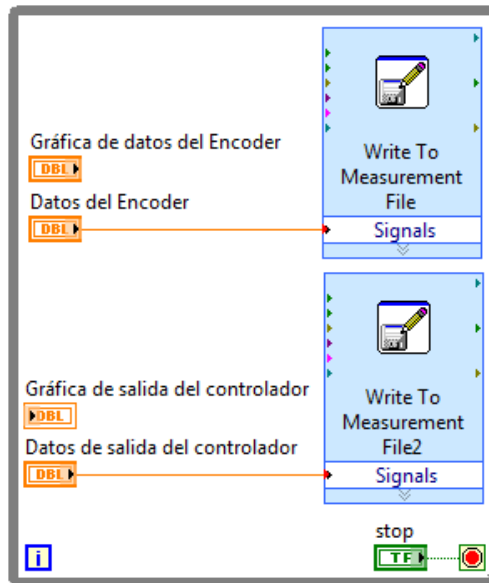 Gráfica de datos del Encoder
DBL
Datos del Encoder
DBL
Write To
Measurement
File
Signals
Gráfica de salida del controlador
DBL
Datos de salida del controlador
DBL
Write To
Measurement
File2
Signals
stop
TF
i